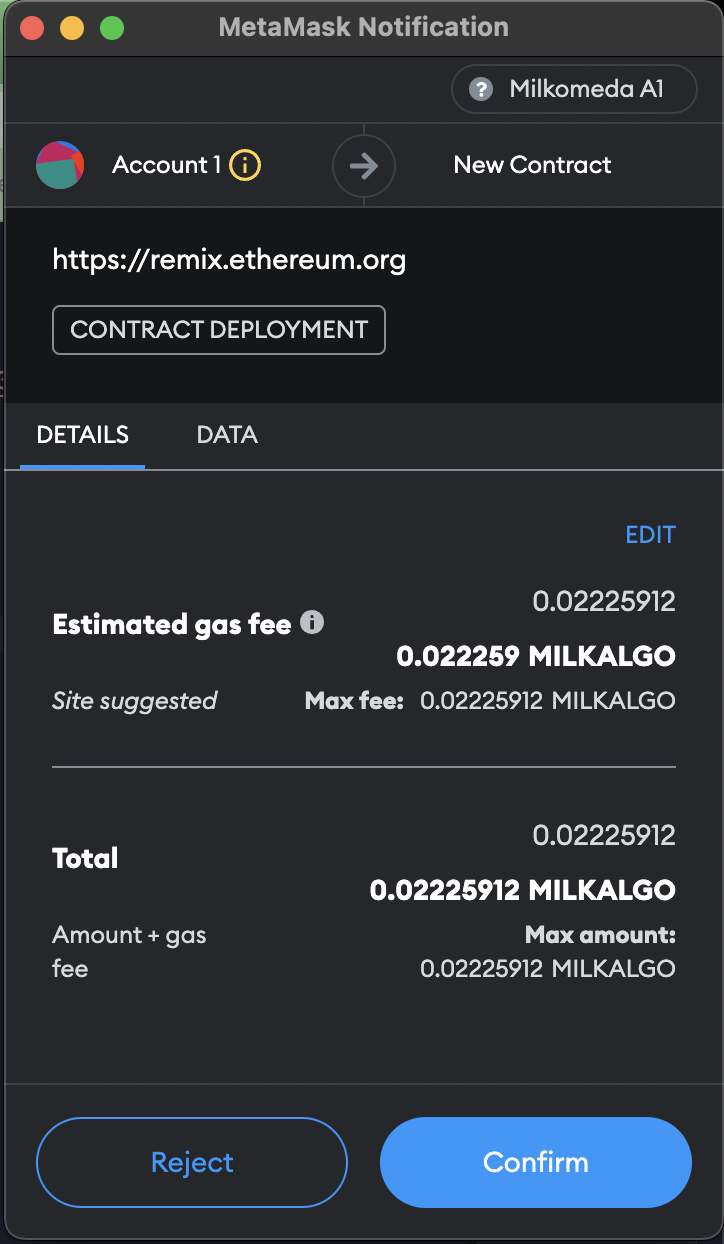 MetaMask Notification
? Milkomeda A1
Account 1
New Contract
https://remix.ethereum.org
CONTRACT DEPLOYMENT
DETAILS DATA
EDIT
0.02225912
Estimated gas fee
0.022259 MILKALGO
Site suggested Max fee: 0.02225912 MILKALGO
0.02225912
Total
0.02225912 MILKALGO
Amount + gas Max amount:
fee 0.02225912 MILKALGO
Reject Confirm